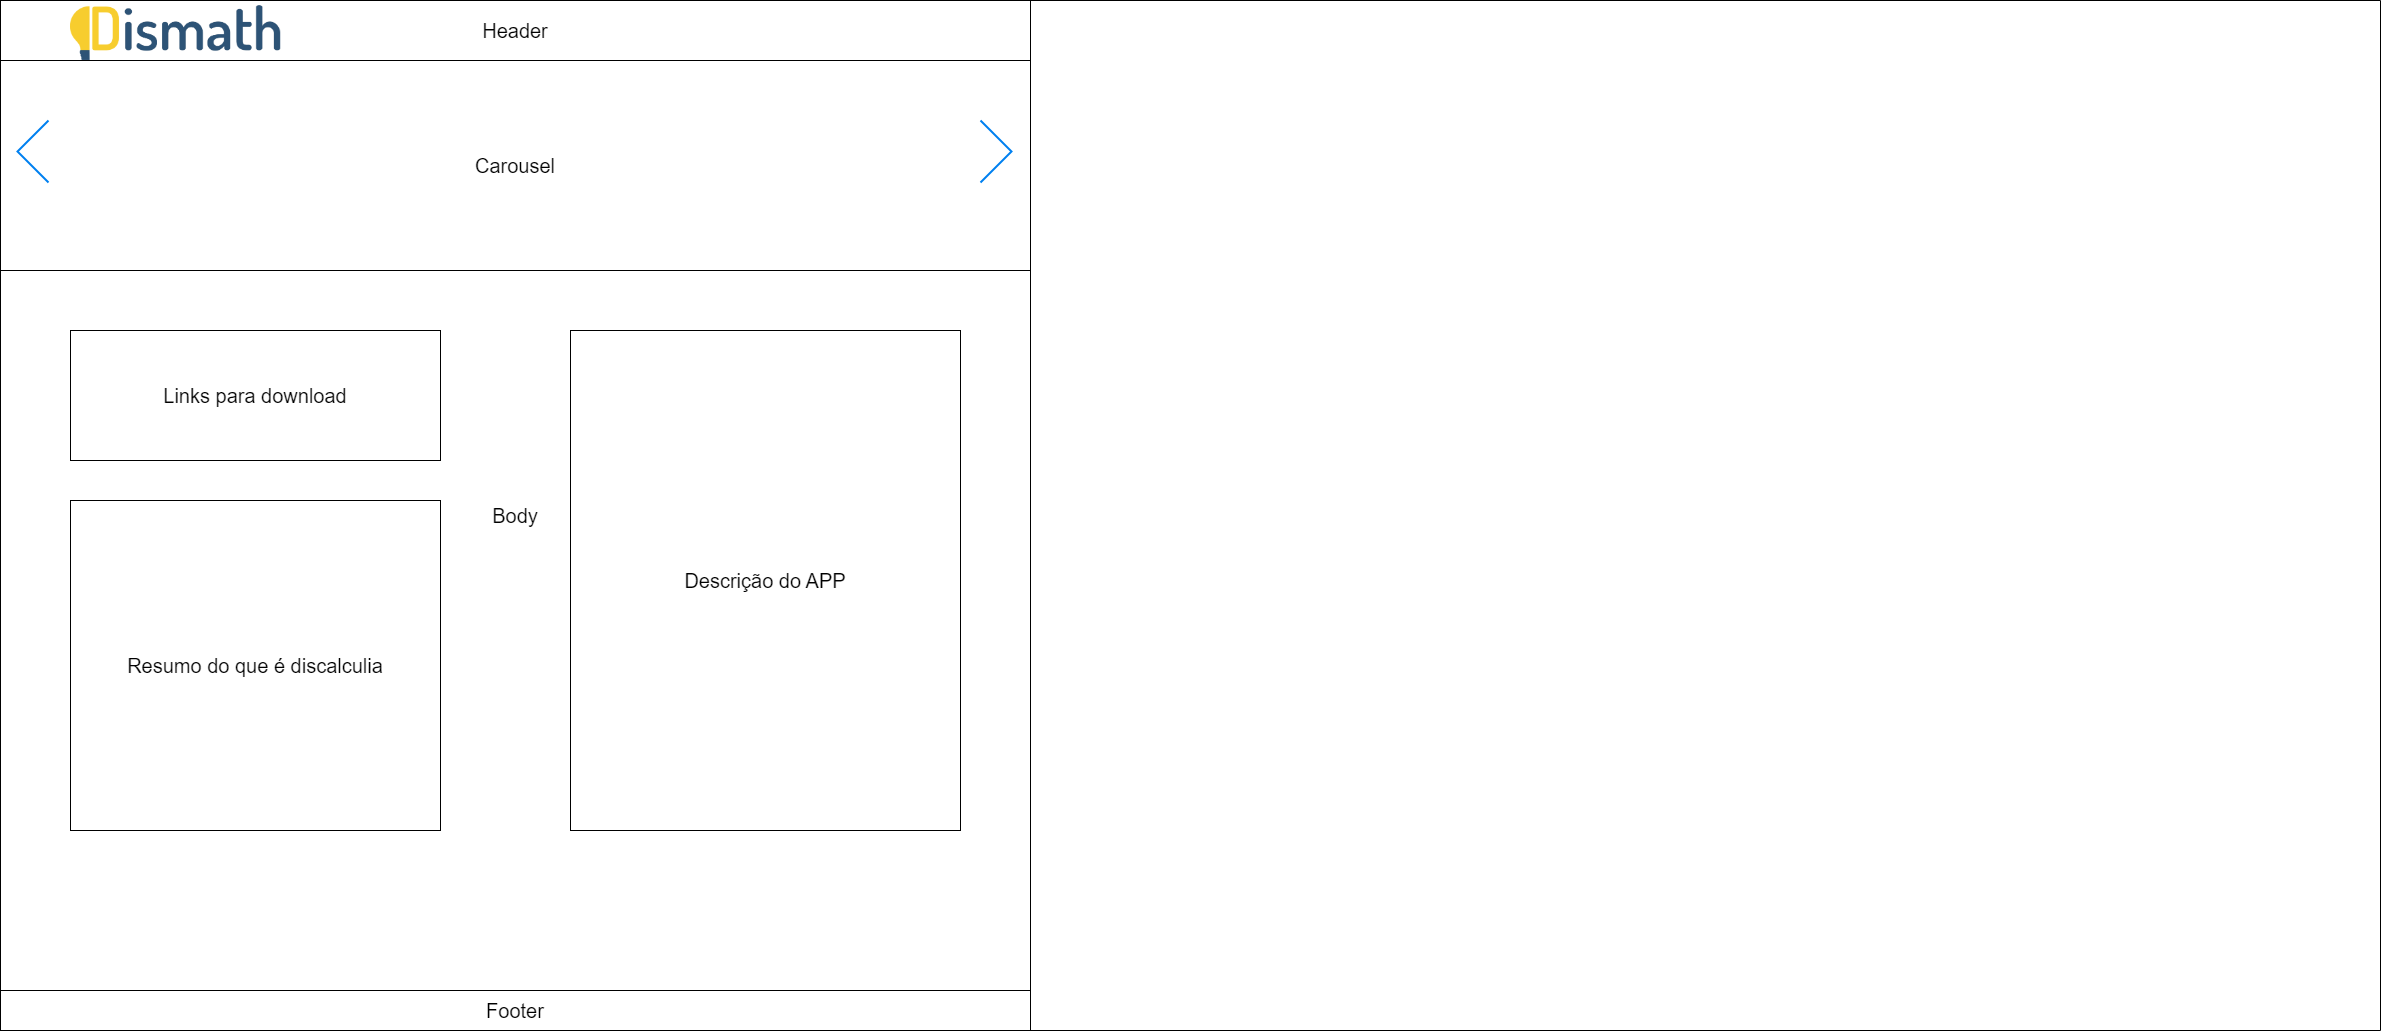 Dismath
Header
Carousel
Links para download
Body
Descrição do APP
Resumo do que é discalculia
Footer